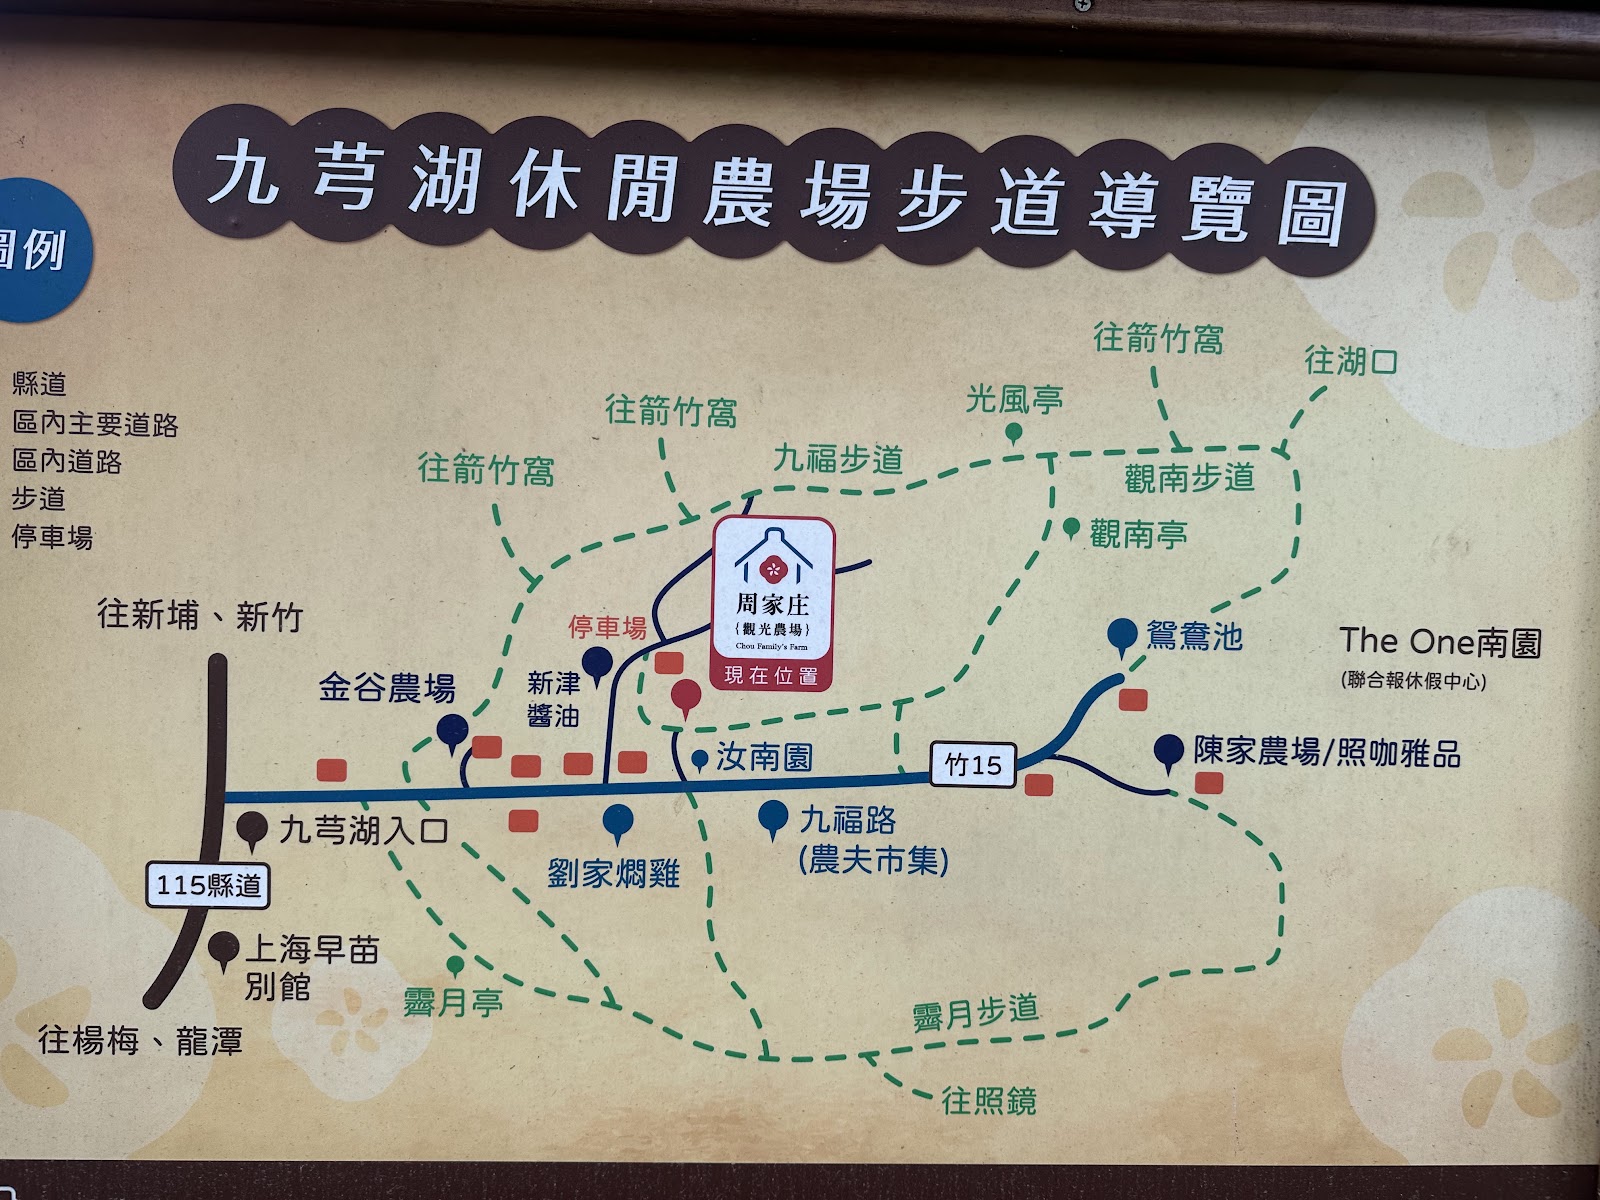 九芎湖休閒農場步道導覽圖
圖例
縣道
區內主要道路
區內道路
步道
停車場
往箭竹窩
往湖口
光風亭
往箭竹窩
九福步道
往箭竹窩
觀南步道
觀南亭
周家庄
{觀光農場}
Chou Family's Farm
現在位置
往新埔、新竹
停車場
鴛鴦池
The One南園
(聯合報休假中心)
金谷農場
新津
醬油
汝南園
竹15
陳家農場/照咖雅品
九芎湖入口
九福路
(農夫市集)
劉家燜雞
115縣道
上海早苗
別館
霽月亭
霽月步道
往楊梅、龍潭
往照鏡